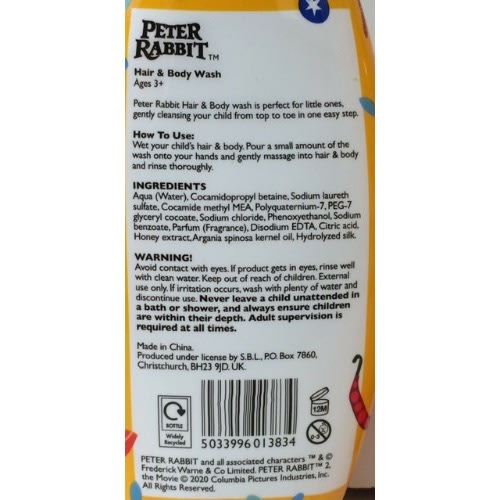 PETER
RABBIT™
Hair & Body Wash
Ages 3+
Peter Rabbit Hair & Body wash is perfect for little ones,
gently cleansing your child from top to toe in one easy step.
How To Use:
Wet your child's hair & body. Pour a small amount of the
wash onto your hands and gently massage into hair & body
and rinse thoroughly.
INGREDIENTS
Aqua (Water), Cocamidopropyl betaine, Sodium laureth
sulfate, Cocamide methyl MEA, Polyquaternium-7, PEG-7
glyceryl cocoate, Sodium chloride, Phenoxyethanol, Sodium
benzoate, Parfum (Fragrance), Disodium EDTA, Citric acid,
Honey extract, Argania spinosa kernel oil, Hydrolyzed silk.
WARNING!
Avoid contact with eyes. If product gets in eyes, rinse well
with clean water. Keep out of reach of children. External
use only. If irritation occurs, wash with plenty of water and
discontinue use. Never leave a child unattended in
a bath or shower, and always ensure children
are within their depth. Adult supervision is
required at all times.
Made in China.
Produced under license by S.B.L., P.O. Box 7860,
Christchurch, BH23 9JD. UK.
BOTTLE
Widely
Recycled
5033996013834
12M
0-3
PETER RABBIT and all associated characters ™ & ©
Frederick Warne & Co Limited. PETER RABBIT™ 2,
the Movie © 2020 Columbia Pictures Industries, Inc.